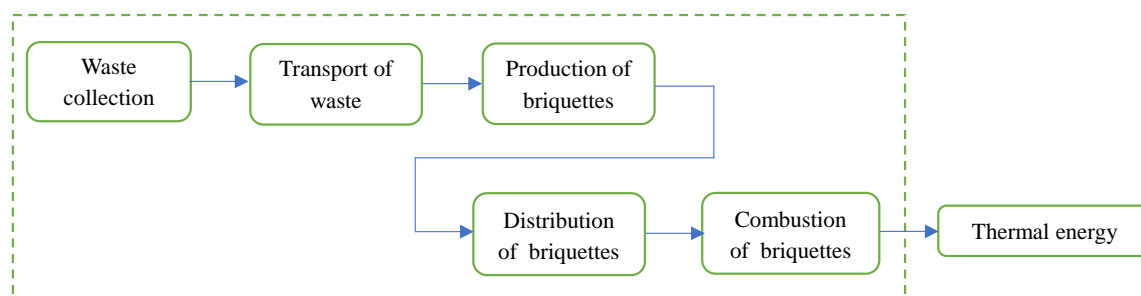 Waste
collection
Transport of
waste
Production of
briquettes
Distribution
of  briquettes
Combustion
of  briquettes
Thermal energy